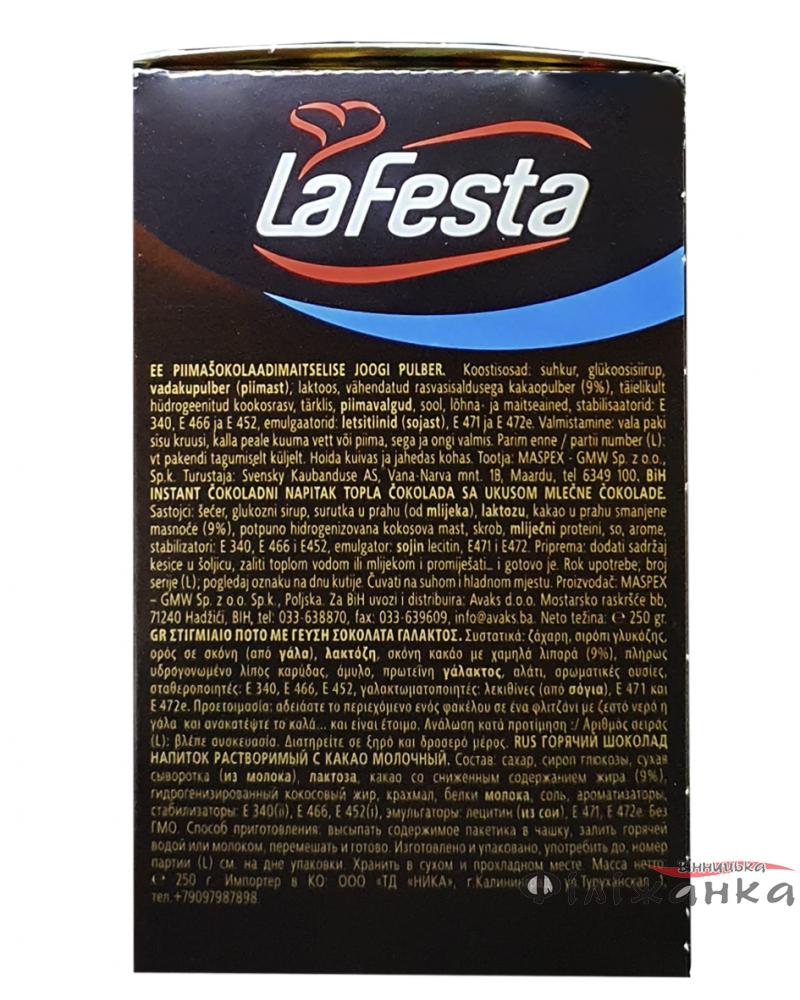 LaFesta
EE PIIMAŠOKOLAADIMAITSELISE JOOGI PULBER. Koostisosad: suhkur, glükoosisiirup,
vadakupulber (piimast), laktoos, vähendatud rasvasisaldusega kakaopulber (9%), täielikult
hüdrogeenitud kookosrasv, tärklis, piimavalgud, sool, lõhna- ja maitseained, stabilisaatorid: E
340, E 466 ja E 452, emulgaatorid: letsitiinid (sojast), E 471 ja E 472e. Valmistamine: vala paki
sisu kruusi, kalla peale kuuma vett või piima, sega ja ongi valmis. Parim enne / partii number (L):
vt pakendi tagumiselt küljelt. Hoida kuivas ja jahedas kohas. Tootja: MASPEX - GMW Sp. z o.o.,
Sp.k. Turustaja: Svensky Kaubanduse AS, Vana-Narva mnt. 1B, Maardu, tel 6349 100. BiH
INSTANT ČOKOLADNI NAPITAK TOPLA ČOKOLADA SA UKUSOM MLEČNE ČOKOLADE.
Sastojci: šećer, glukozni sirup, surutka u prahu (od mlijeka), laktozu, kakao u prahu smanjene
masnoće (9%), potpuno hidrogenizovana kokosova mast, skrob, mliječni proteini, so, arome,
stabilizatori: E 340, E 466 i E452, emulgator: sojin lecitin, E471 i E472. Priprema: dodati sadržaj
kesice u šoljicu, zaliti toplom vodom ili mlijekom i promiješati... i gotovo je. Rok upotrebe; broj
serije (L); pogledaj oznaku na dnu kutije. Čuvati na suhom i hladnom mjestu. Proizvođač: MASPEX
– GMW Sp. z o.o. Sp.k., Poljska. Za BiH uvozi i distribuira: Avaks d.o.o. Mostarsko raskršće bb,
71240 Hadžići, BIH, tel: 033-638870, fax: 033-639609, info@avaks.ba. Neto težina: ℮ 250 gr.
GR ΣΤΙΓΜΙΑΙΟ ΠΟΤΟ ΜΕ ΓΕΥΣΗ ΣΟΚΟΛΑΤΑ ΓΑΛΑΚΤΟΣ. Συστατικά: ζάχαρη, σιρόπι γλυκόζης,
ορός σε σκόνη (από γάλα), λακτόζη, σκόνη κακάο με χαμηλά λιπαρά (9%), πλήρως
υδρογονωμένο λίπος καρύδας, άμυλο, πρωτεΐνη γάλακτος, αλάτι, αρωματικές ουσίες,
σταθεροποιητές: E 340, E 466, E 452, γαλακτωματοποιητές: λεκιθίνες (από σόγια), E 471 και
E 472e. Προετοιμασία: αδειάστε το περιεχόμενο ενός φακέλου σε ένα φλιτζάνι με ζεστό νερό ή
γάλα και ανακατέψτε το καλά... και είναι έτοιμο. Ανάλωση κατά προτίμηση :/ Αριθμός σειράς
(L): βλέπε συσκευασία. Διατηρείτε σε ξηρό και δροσερό μέρος. RUS ГОРЯЧИЙ ШОКОЛАД
НАПИТОК РАСТВОРИМЫЙ С КАКАО МОЛОЧНЫЙ. Состав: сахар, сироп глюкозы, сухая
сыворотка (из молока), лактоза, какао со сниженным содержанием жира (9%),
гидрогенизированный кокосовый жир, крахмал, белки молока, соль, ароматизаторы,
стабилизаторы: E 340(ii), E 466, E 452(i), эмульгаторы: лецитин (из сои), E 471, E 472e. Без
ГМО. Способ приготовления: высыпать содержимое пакетика в чашку, залить горячей
водой или молоком, перемешать и готово. Изготовлено и упаковано, употребить до, номер
партии (L) см. на дне упаковки. Хранить в сухом и прохладном месте. Масса нетто
℮ 250 г. Импортер в КО: ООО «ТД «НИКА», г.Калининград, ул.Туруханская
тел.+79097987898.
Вінницька
Філіжанка